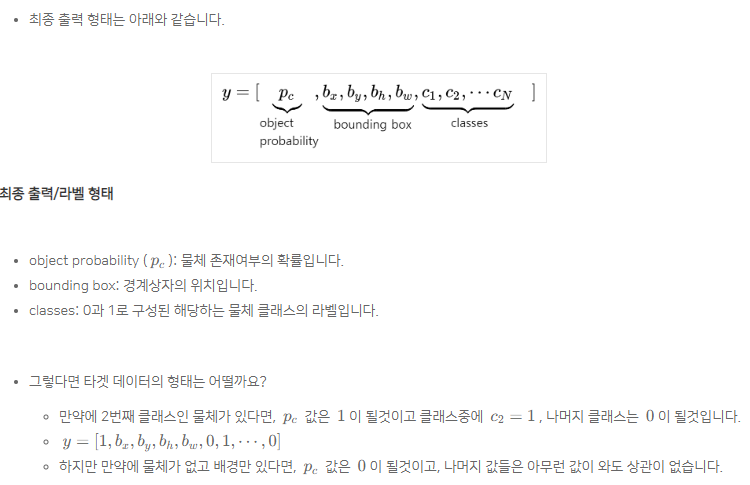 최종 출력 형태는 아래와 같습니다.
y = [ p_c , b_x, b_y, b_h, b_w, c_1, c_2, ⋯ c_N ]
object probability
bounding box
classes
최종 출력/라벨 형태
object probability ( p_c ): 물체 존재여부의 확률입니다.
bounding box: 경계상자의 위치입니다.
classes: 0과 1로 구성된 해당하는 물체 클래스의 라벨입니다.
그렇다면 타겟 데이터의 형태는 어떨까요?
만약에 2번째 클래스인 물체가 있다면, p_c 값은 1 이 될것이고 클래스중에 c_2 = 1 , 나머지 클래스는 0 이 될것입니다.
y = [1, b_x, b_y, b_h, b_w, 0, 1, ⋯ , 0]
하지만 만약에 물체가 없고 배경만 있다면, p_c 값은 0 이 될것이고, 나머지 값들은 아무런 값이 와도 상관이 없습니다.